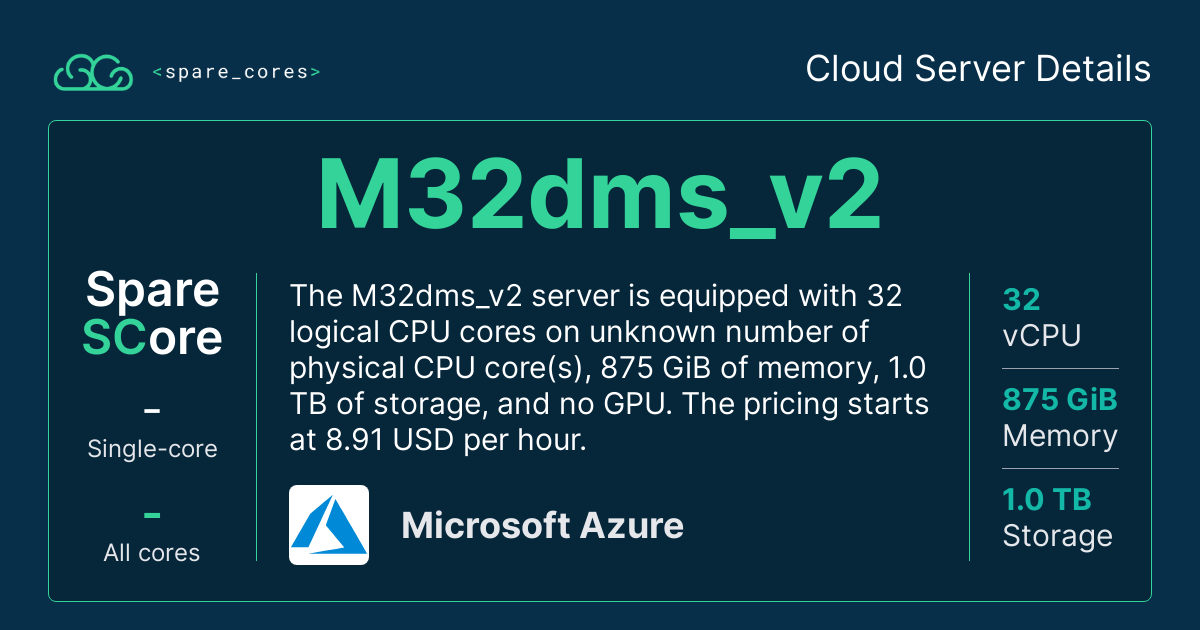 <spare_cores>
Cloud Server Details
M32dms_v2
Spare
SCore
–
Single-core
–
All cores
The M32dms_v2 server is equipped with 32
logical CPU cores on unknown number of
physical CPU core(s), 875 GiB of memory, 1.0
TB of storage, and no GPU. The pricing starts
at 8.91 USD per hour.
Microsoft Azure
32
vCPU
875 GiB
Memory
1.0 TB
Storage